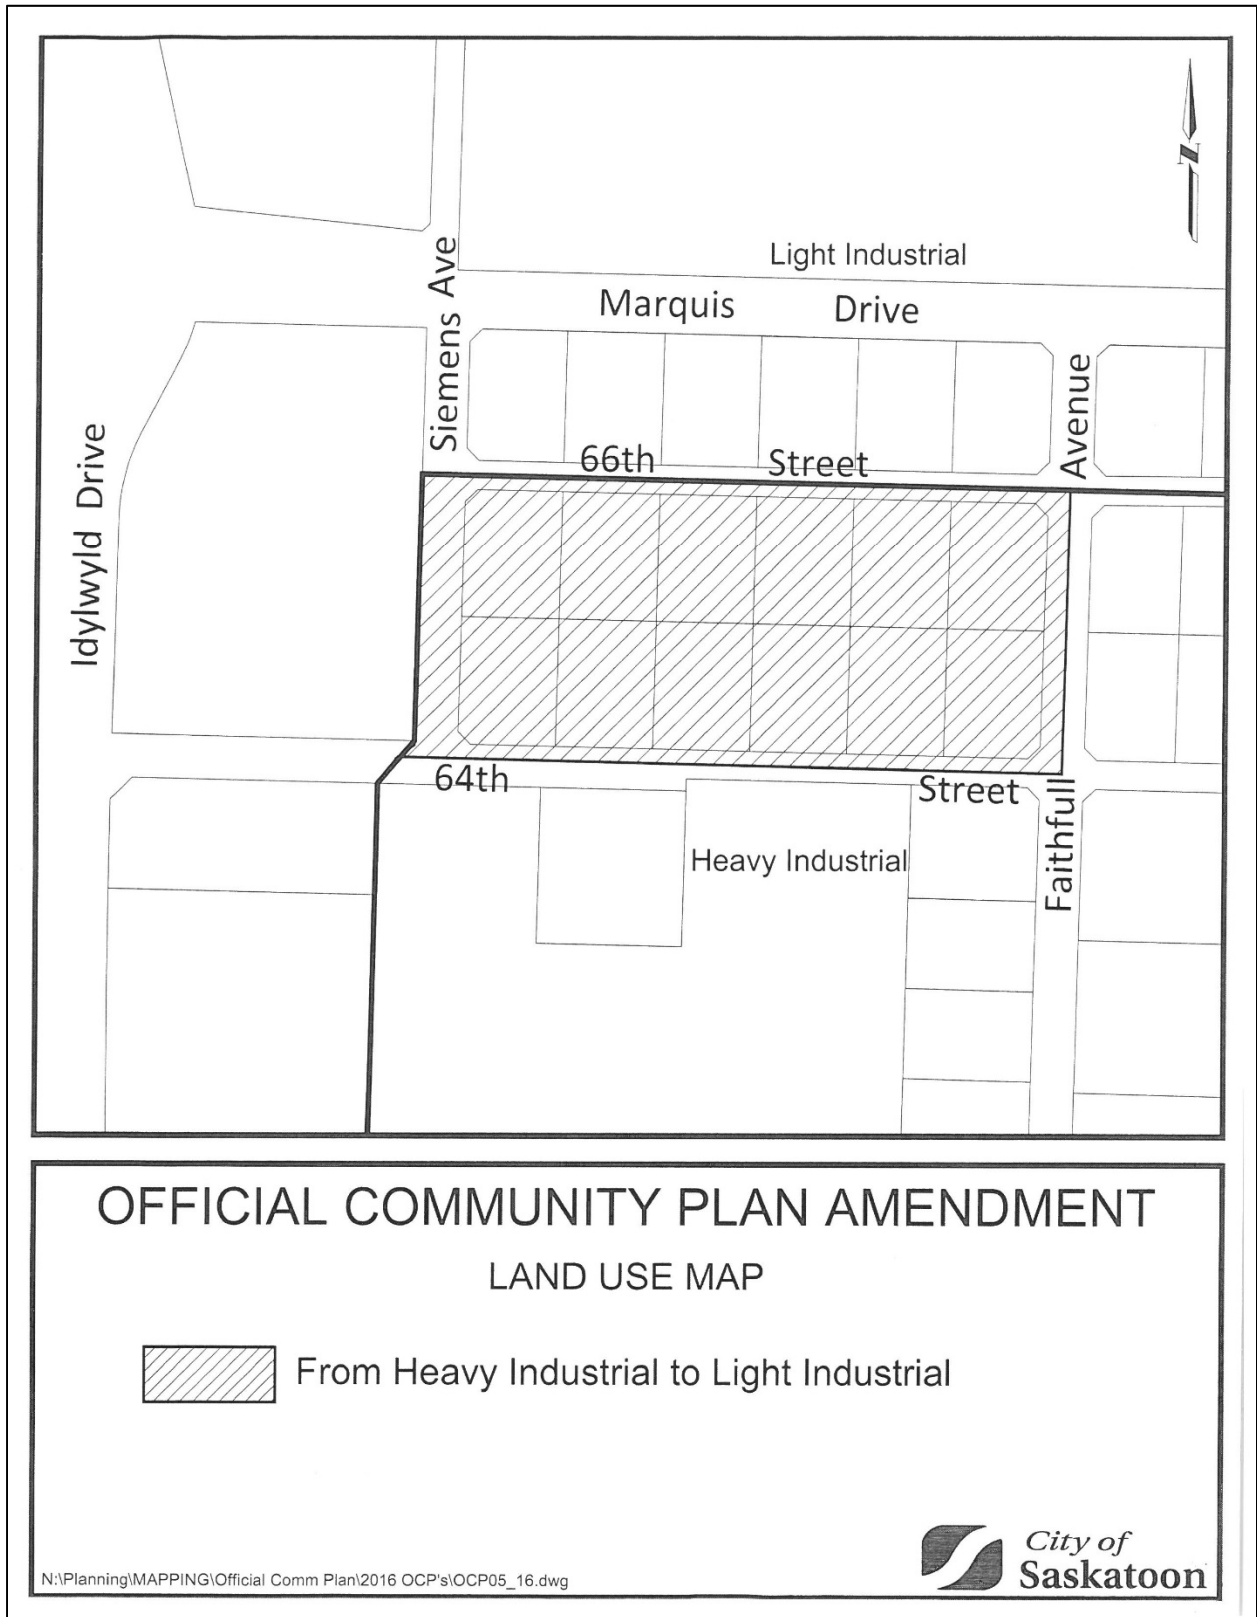 N
Light Industrial
Marquis Drive
Siemens Ave
Avenue
Idylwyld Drive
66th Street
64th Street
Heavy Industrial
Faithfull
OFFICIAL COMMUNITY PLAN AMENDMENT
LAND USE MAP
From Heavy Industrial to Light Industrial
N:\Planning\MAPPING\Official Comm Plan\2016 OCP's\OCP05_16.dwg
City of
Saskatoon